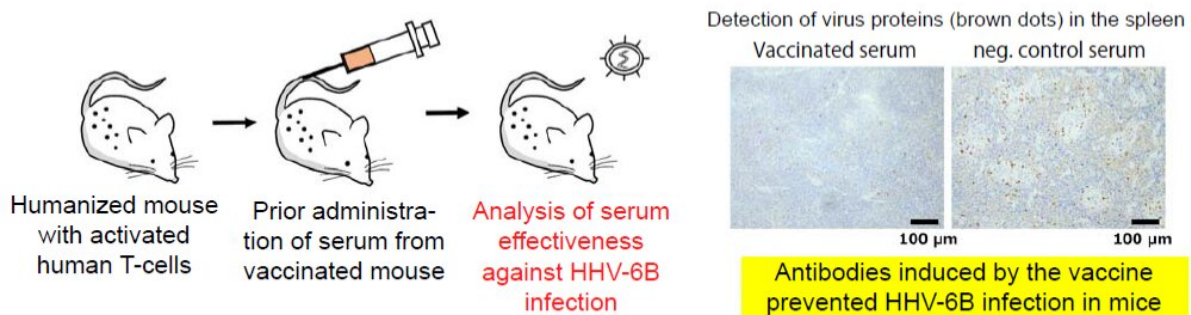 Humanized mouse
with activated
human T-cells
Prior administra-
tion of serum from
vaccinated mouse
Analysis of serum
effectiveness
against HHV-6B
infection
Detection of virus proteins (brown dots) in the spleen
Vaccinated serum
neg. control serum
100 µm
100 µm
Antibodies induced by the vaccine
prevented HHV-6B infection in mice